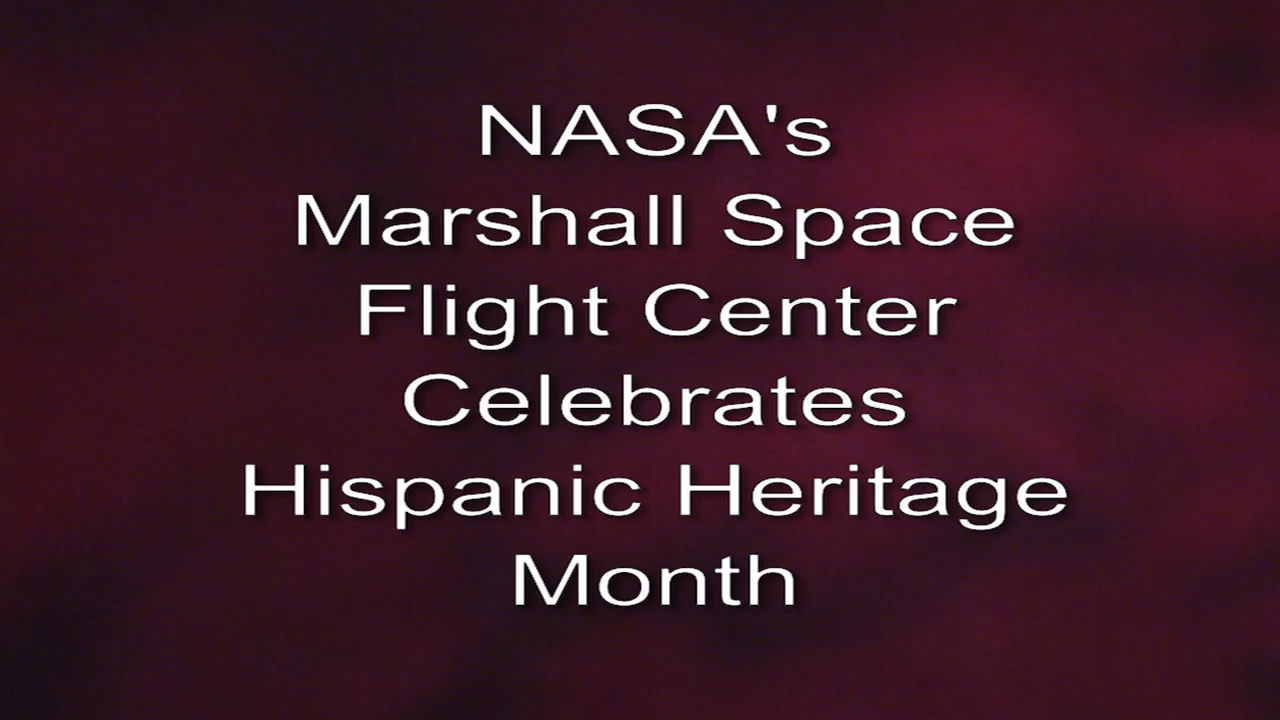 NASA's
Marshall Space
Flight Center
Celebrates
Hispanic Heritage
Month